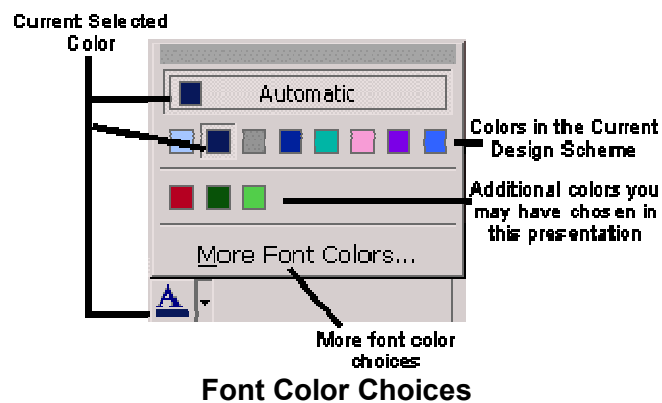 Current Selected
Color
Automatic
Colors in the Current
Design Scheme
Additional colors you
may have chosen in
this presentation
More Font Colors...
A
More font color
choices
Font Color Choices